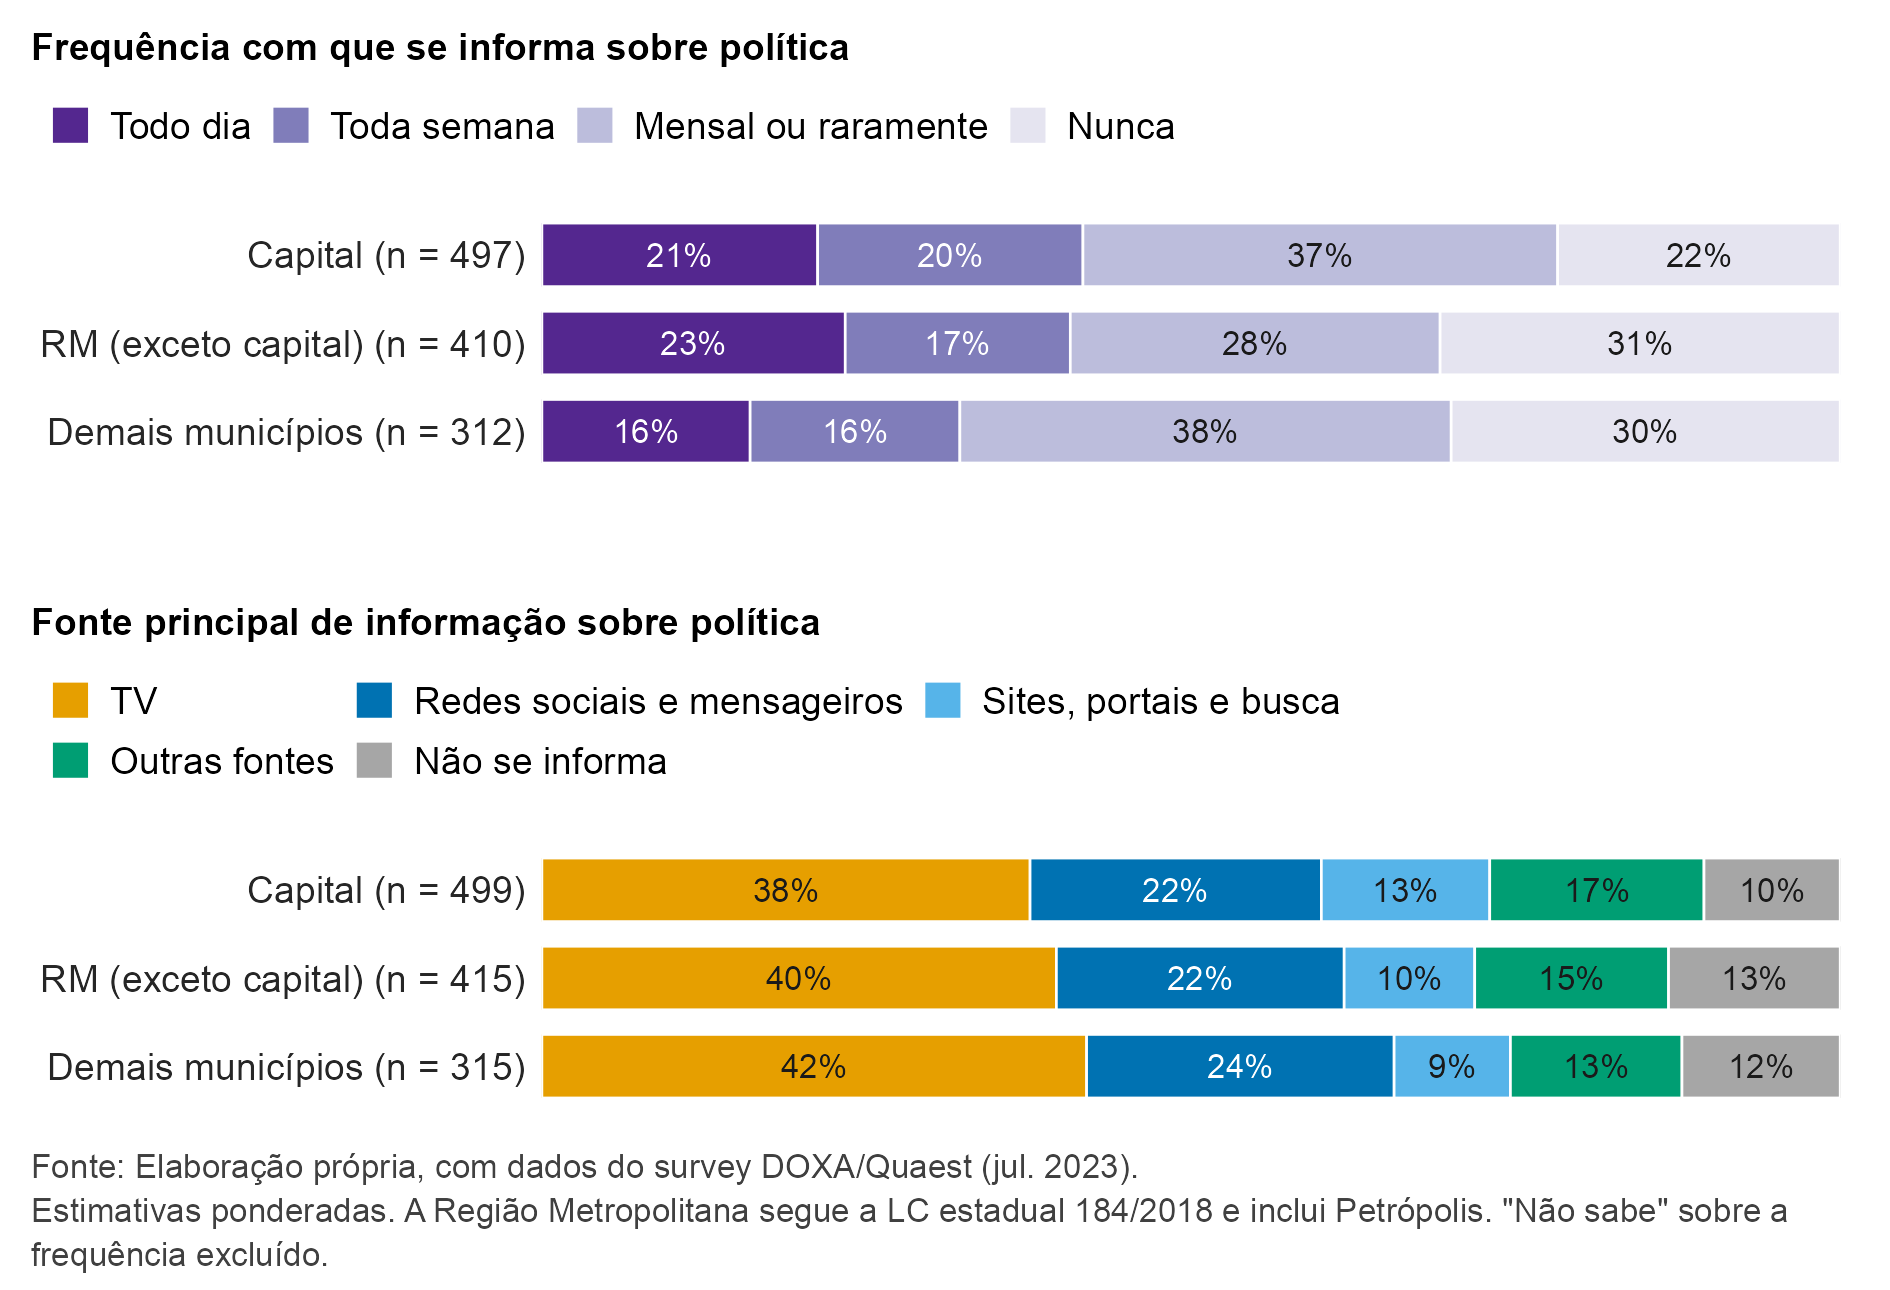 Frequência com que se informa sobre política
Todo dia Toda semana Mensal ou raramente Nunca
Capital (n = 497) 21% 20% 37% 22%
RM (exceto capital) (n = 410) 23% 17% 28% 31%
Demais municípios (n = 312) 16% 16% 38% 30%
Fonte principal de informação sobre política
TV Redes sociais e mensageiros Sites, portais e busca
Outras fontes Não se informa
Capital (n = 499) 38% 22% 13% 17% 10%
RM (exceto capital) (n = 415) 40% 22% 10% 15% 13%
Demais municípios (n = 315) 42% 24% 9% 13% 12%
Fonte: Elaboração própria, com dados do survey DOXA/Quaest (jul. 2023).
Estimativas ponderadas. A Região Metropolitana segue a LC estadual 184/2018 e inclui Petrópolis. "Não sabe" sobre a
frequência excluído.